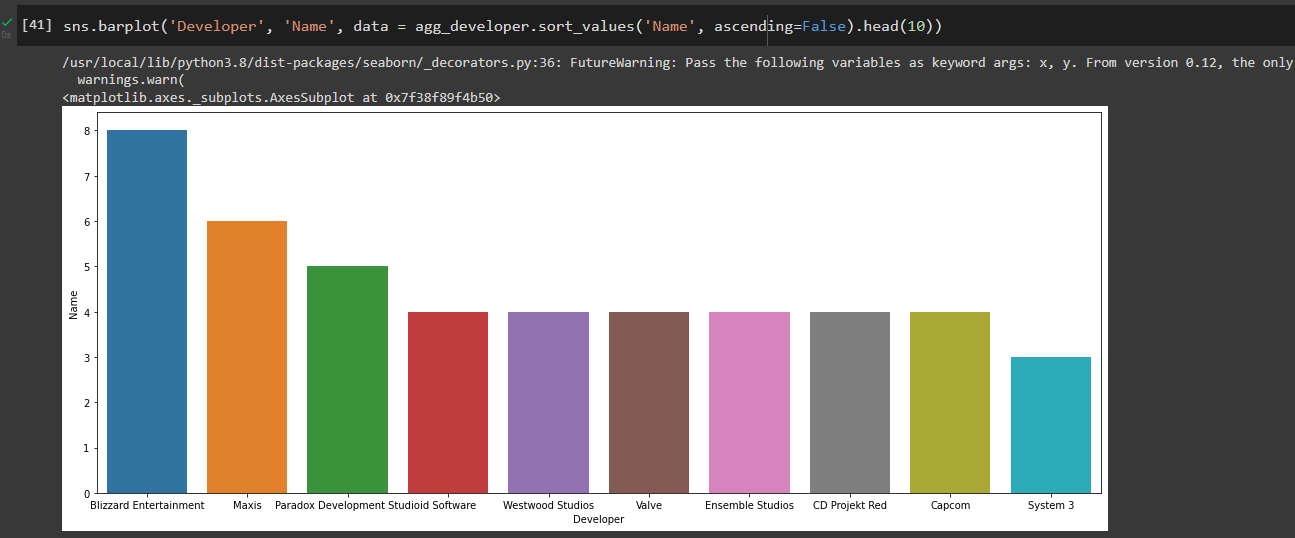 [41] sns.barplot('Developer', 'Name', data = agg_developer.sort_values('Name', ascending=False).head(10))
0s
/usr/local/lib/python3.8/dist-packages/seaborn/_decorators.py:36: FutureWarning: Pass the following variables as keyword args: x, y. From version 0.12, the only
warnings.warn(
<matplotlib.axes._subplots.AxesSubplot at 0x7f38f89f4b50>
8
7
6
5
4
3
2
1
0
Name
Blizzard Entertainment Maxis Paradox Development Studio id Software Westwood Studios Valve Ensemble Studios CD Projekt Red Capcom System 3
Developer